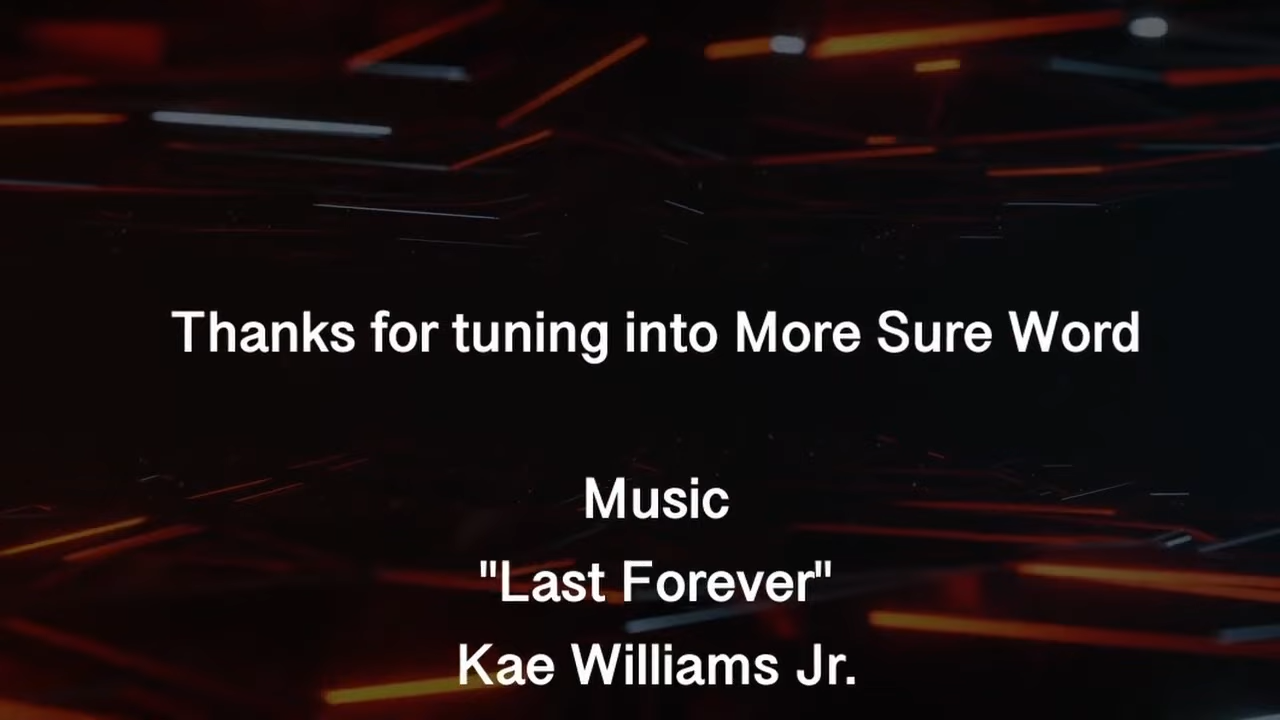 Thanks for tuning into More Sure Word
Music
"Last Forever"
Kae Williams Jr.